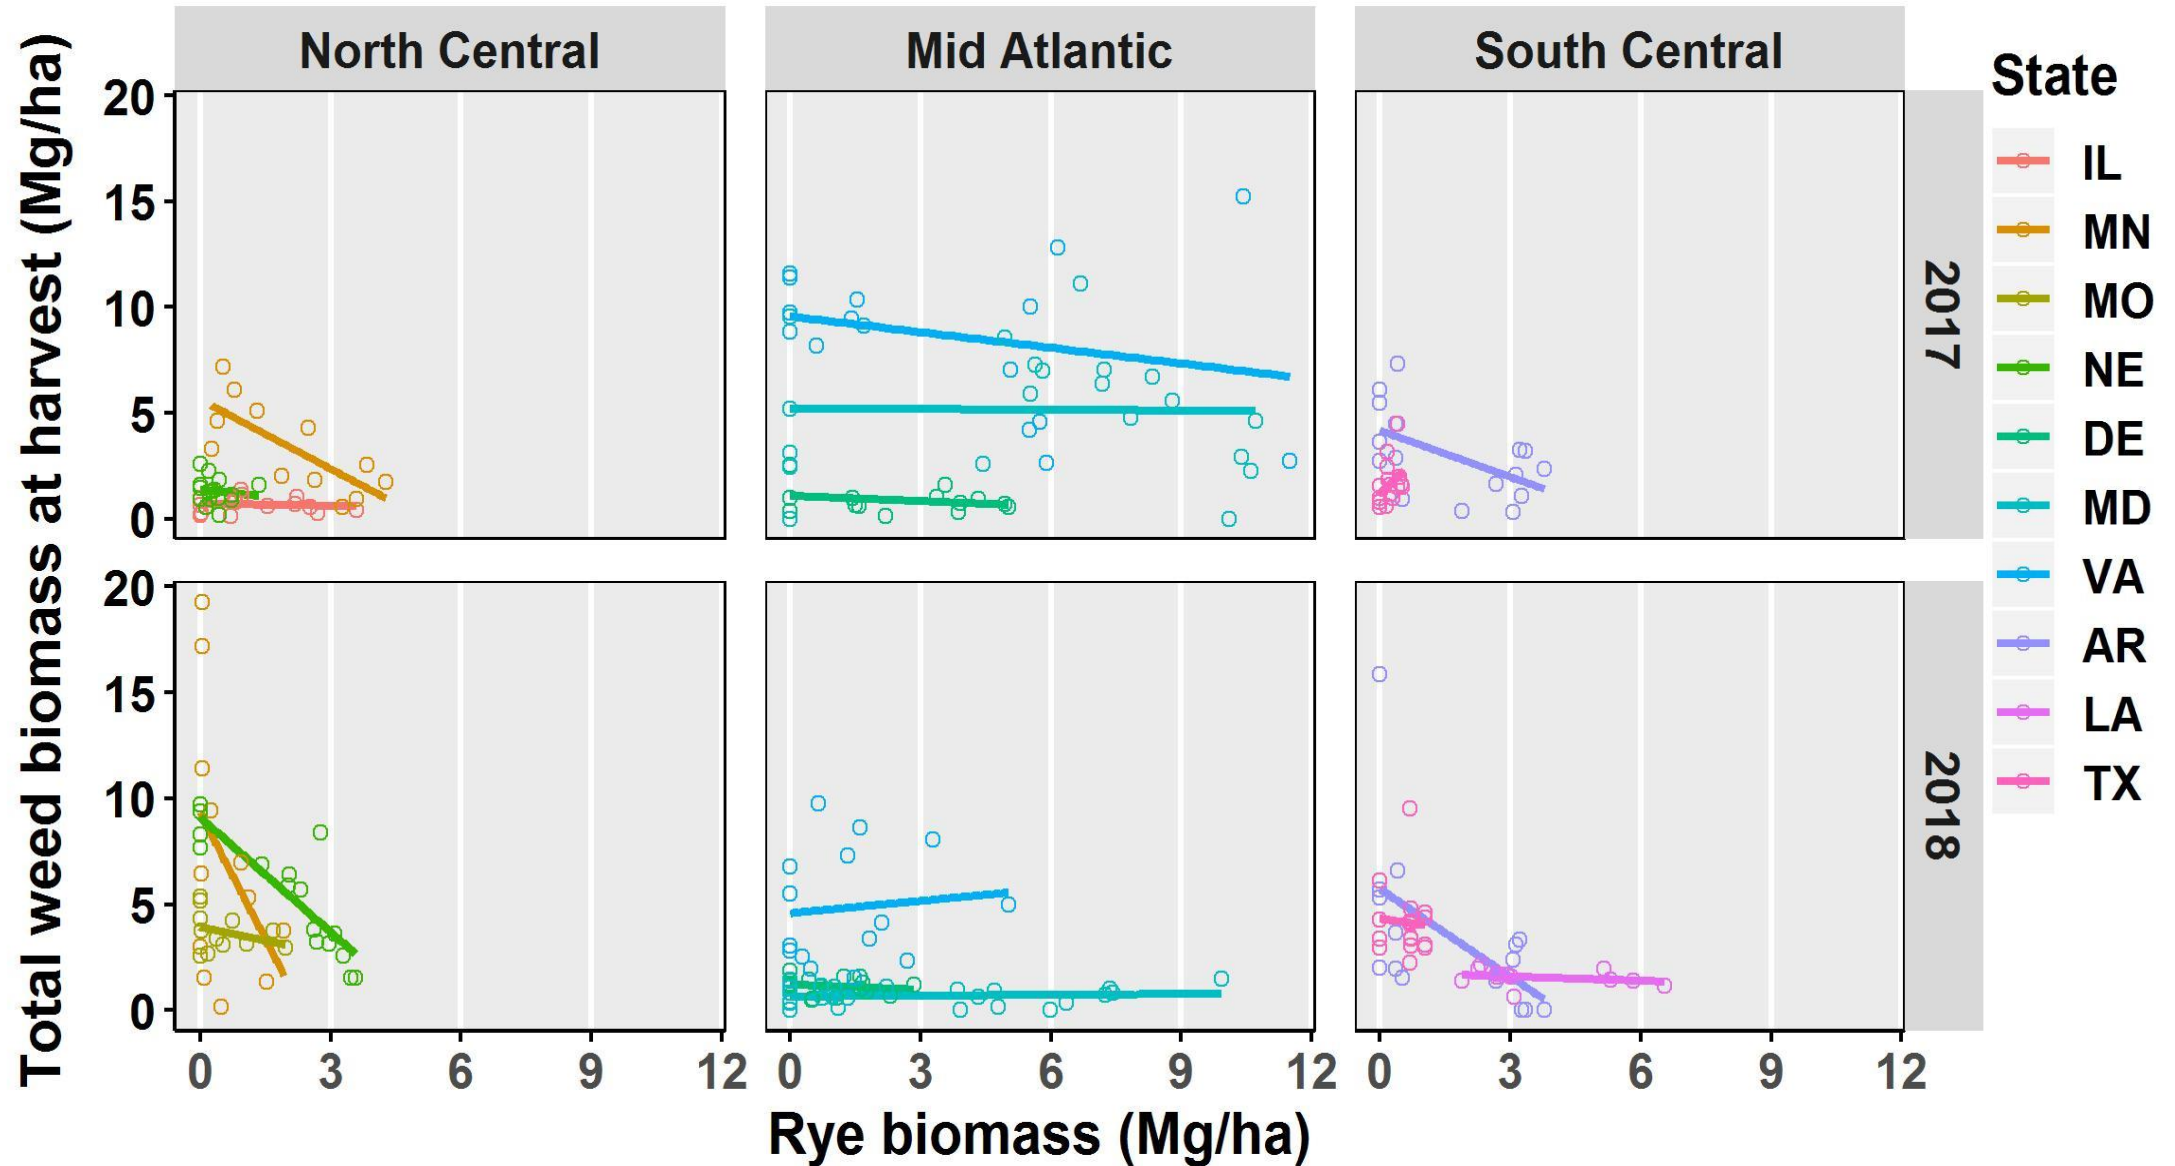 North Central
Mid Atlantic
South Central
State
IL
MN
MO
NE
DE
MD
VA
AR
LA
TX
Total weed biomass at harvest (Mg/ha)
20
15
10
5
0
2017
20
15
10
5
0
2018
0 3 6 9 12
0 3 6 9 12
0 3 6 9 12
Rye biomass (Mg/ha)